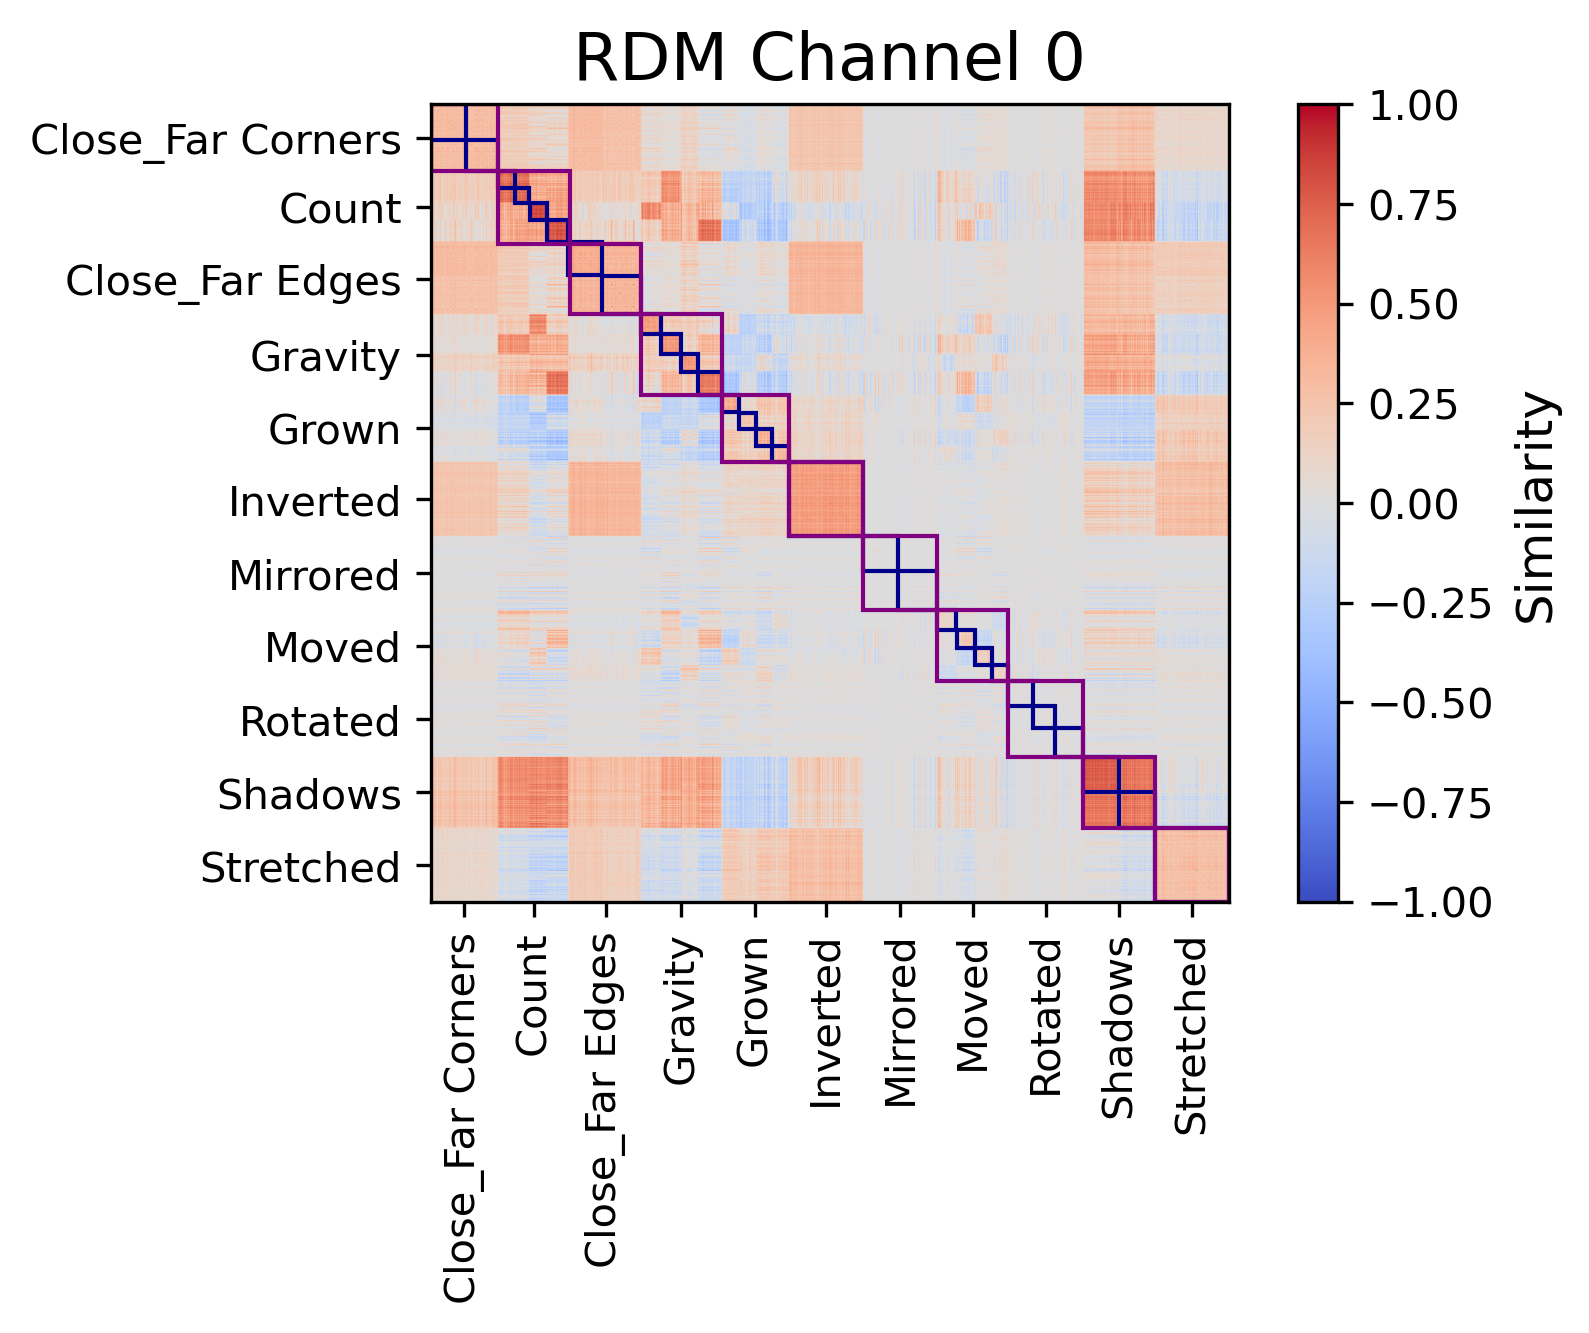 RDM Channel 0
Close_Far Corners
Count
Close_Far Edges
Gravity
Grown
Inverted
Mirrored
Moved
Rotated
Shadows
Stretched
Close_Far Corners
Count
Close_Far Edges
Gravity
Grown
Inverted
Mirrored
Moved
Rotated
Shadows
Stretched
1.00
0.75
0.50
0.25
0.00
−0.25
−0.50
−0.75
−1.00
Similarity